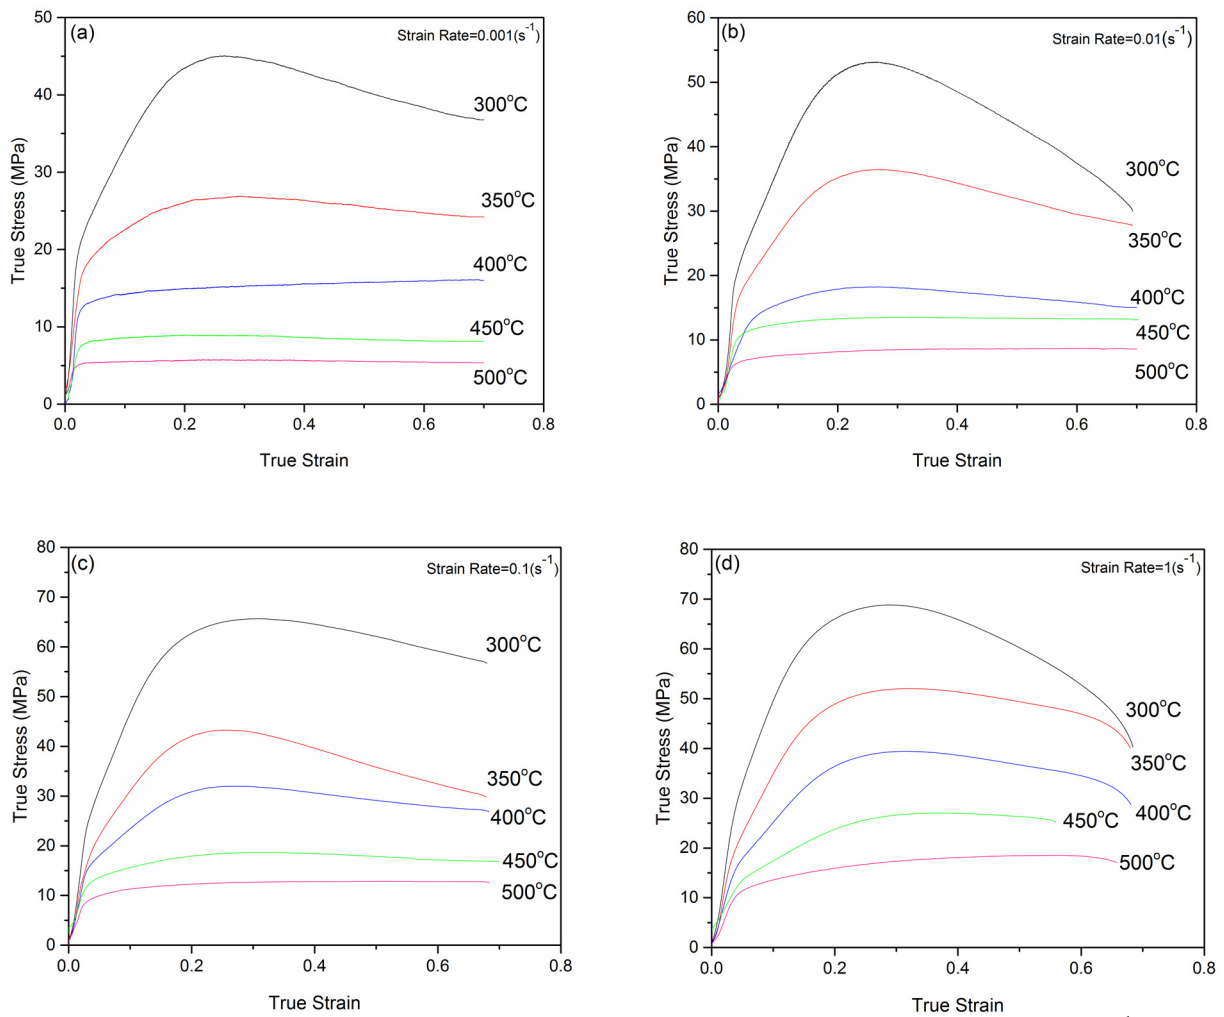 (a)
Strain Rate=0.001(s⁻¹)
50
45
40
35
30
25
20
15
10
5
0
0.0 0.2 0.4 0.6 0.8
True Stress (MPa)
True Strain
300°C
350°C
400°C
450°C
500°C
(b)
Strain Rate=0.01(s⁻¹)
60
50
40
30
20
10
0
0.0 0.2 0.4 0.6 0.8
True Stress (MPa)
True Strain
300°C
350°C
400°C
450°C
500°C
(c)
Strain Rate=0.1(s⁻¹)
80
70
60
50
40
30
20
10
0
0.0 0.2 0.4 0.6 0.8
True Stress (MPa)
True Strain
300°C
350°C
400°C
450°C
500°C
(d)
Strain Rate=1(s⁻¹)
80
70
60
50
40
30
20
10
0
0.0 0.2 0.4 0.6 0.8
True Stress (MPa)
True Strain
300°C
350°C
450°C
400°C
500°C